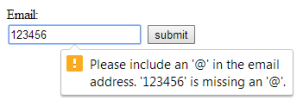 Email:
123456 submit
Please include an '@' in the email
address. '123456' is missing an '@'.